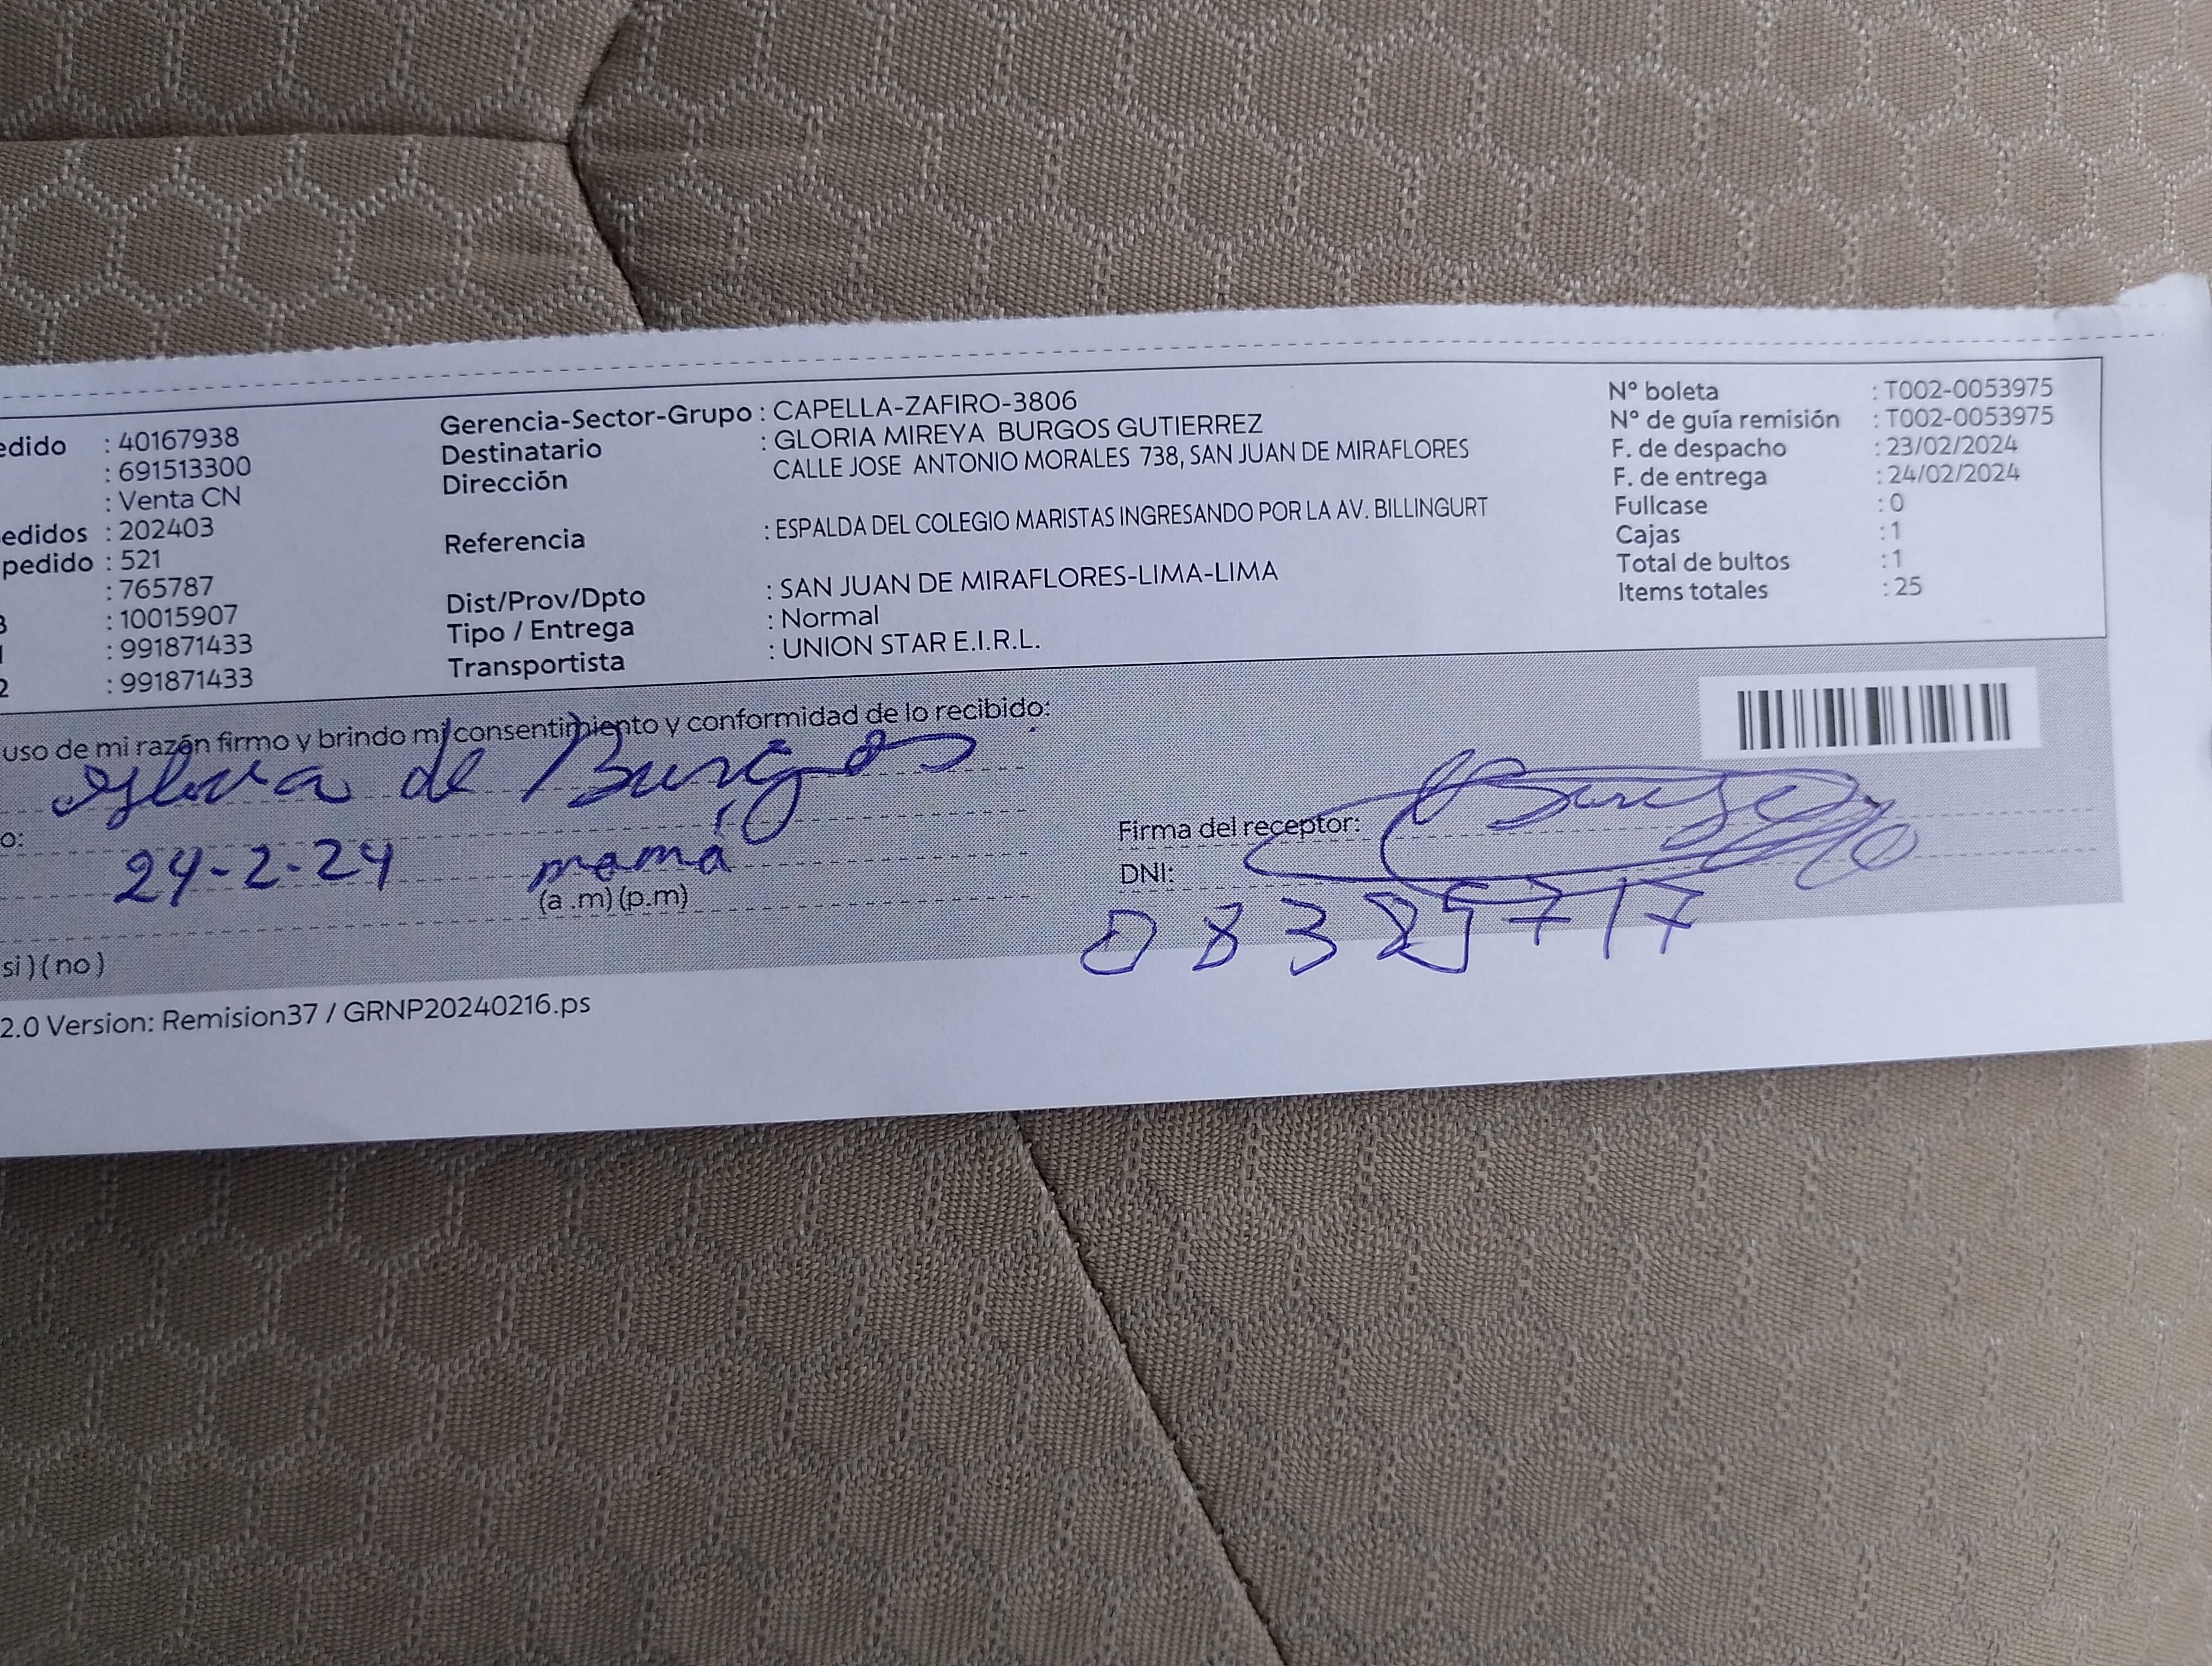 edido : 40167938
: 691513300
: Venta CN
edidos : 202403
pedido : 521
: 765787
3 : 10015907
1 : 991871433
2 : 991871433
Gerencia-Sector-Grupo : CAPELLA-ZAFIRO-3806
Destinatario : GLORIA MIREYA BURGOS GUTIERREZ
Dirección CALLE JOSE ANTONIO MORALES 738, SAN JUAN DE MIRAFLORES
Referencia : ESPALDA DEL COLEGIO MARISTAS INGRESANDO POR LA AV. BILLINGURT
Dist/Prov/Dpto : SAN JUAN DE MIRAFLORES-LIMA-LIMA
Tipo / Entrega : Normal
Transportista : UNION STAR E.I.R.L.
N° boleta : T002-0053975
N° de guía remisión : T002-0053975
F. de despacho : 23/02/2024
F. de entrega : 24/02/2024
Fullcase : 0
Cajas : 1
Total de bultos : 1
Items totales : 25
uso de mi razón firmo y brindo mi consentimiento y conformidad de lo recibido:
Gloria de Burgos
o:
24-2-24 mamá
(a .m) (p.m)
Firma del receptor: Burgos
DNI:
08325717
si ) ( no )
2.0 Version: Remision37 / GRNP20240216.ps